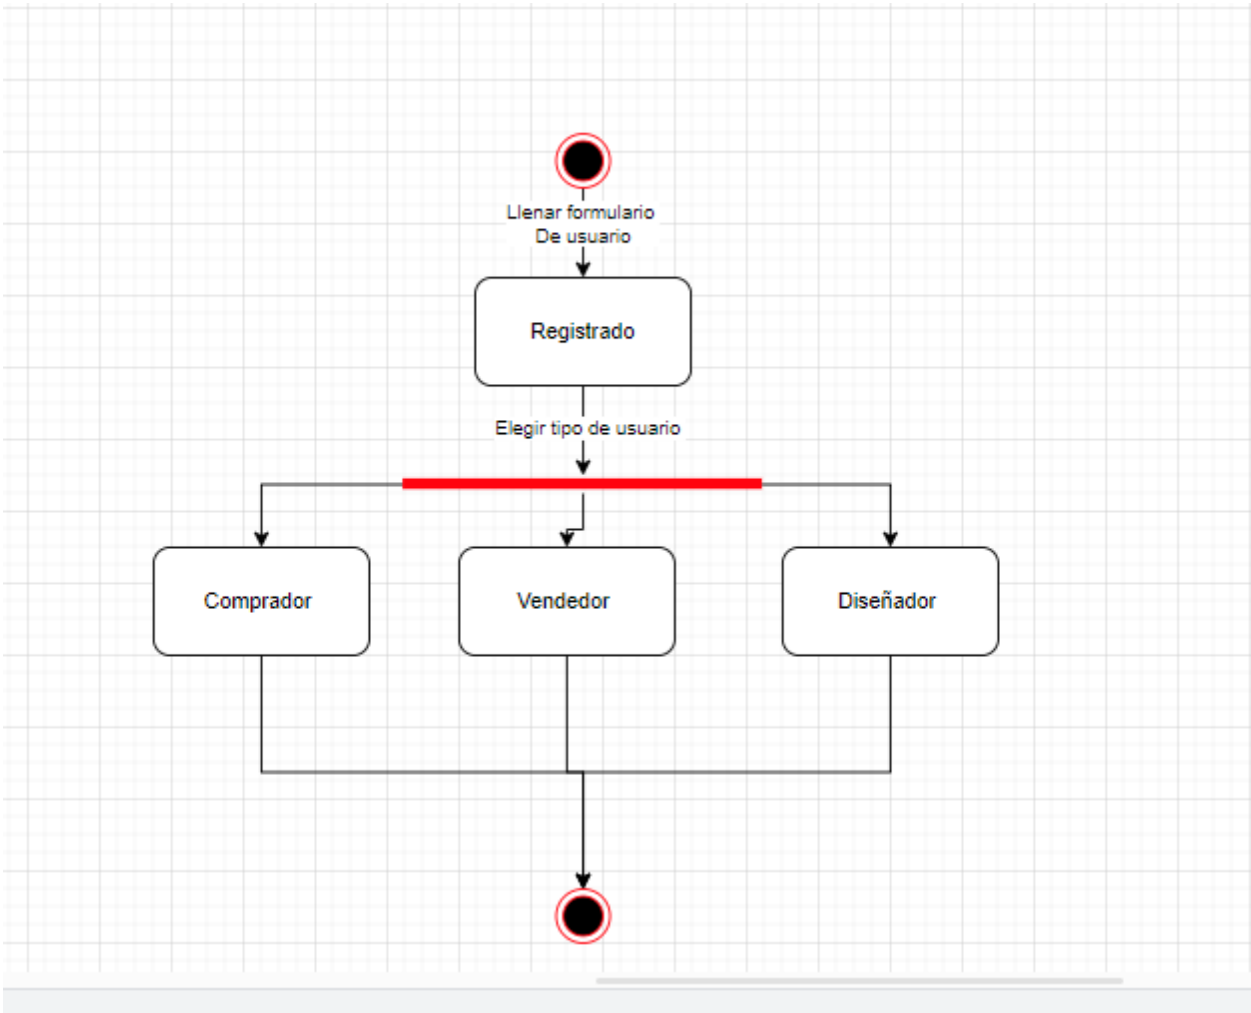 Llenar formulario
De usuario
Registrado
Elegir tipo de usuario
Comprador
Vendedor
Diseñador